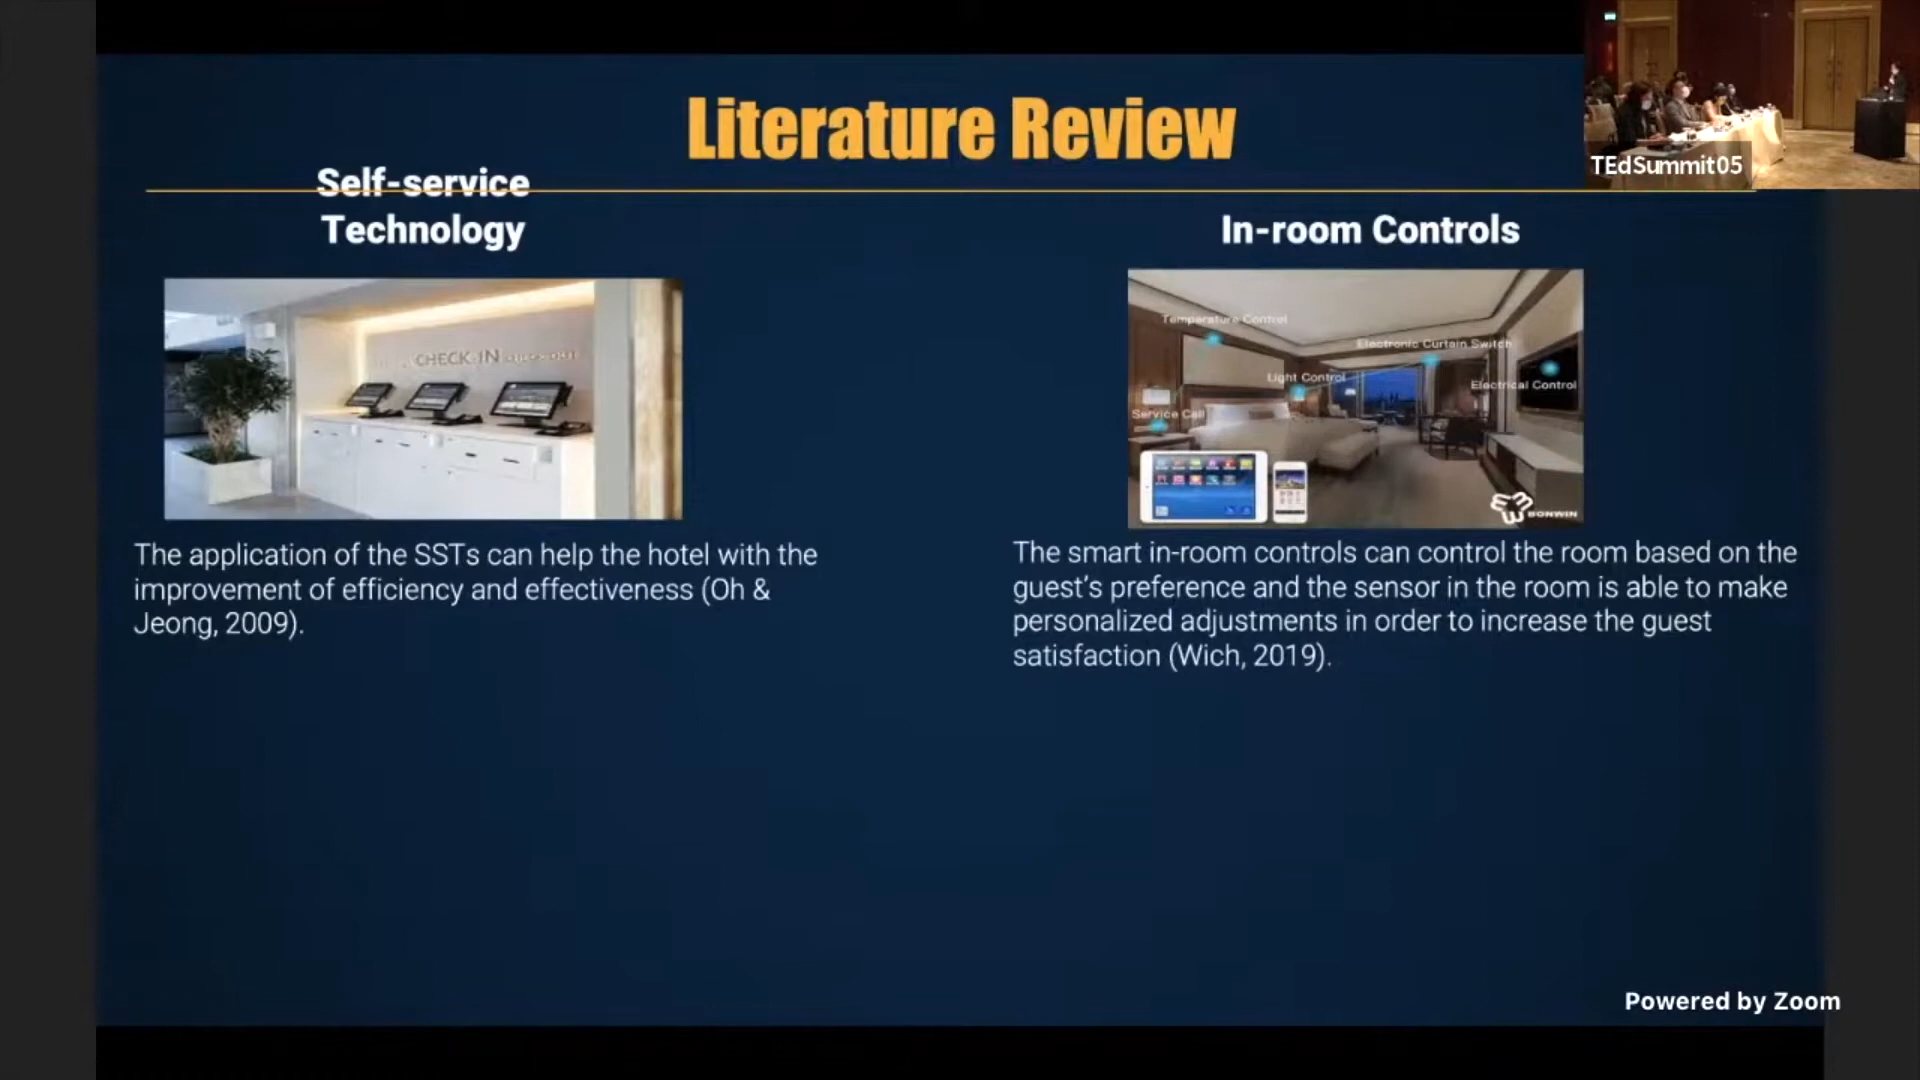 Literature Review
TEdSummit05
Self-service
Technology
CHECK-IN
The application of the SSTs can help the hotel with the
improvement of efficiency and effectiveness (Oh &
Jeong, 2009).
In-room Controls
Temperature Control
Electronic Curtain Switch
Light Control
Electrical Control
Service Call
BONWIN
The smart in-room controls can control the room based on the
guest's preference and the sensor in the room is able to make
personalized adjustments in order to increase the guest
satisfaction (Wich, 2019).
Powered by Zoom